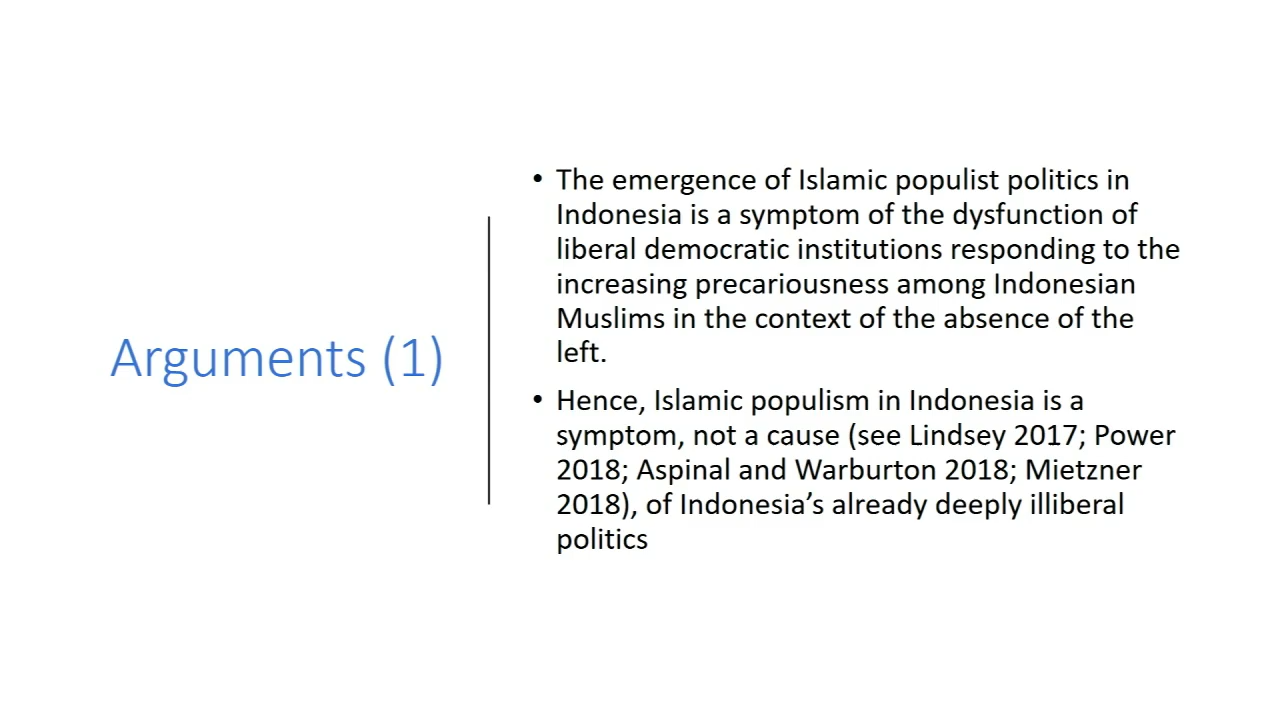 Arguments (1)
• The emergence of Islamic populist politics in
Indonesia is a symptom of the dysfunction of
liberal democratic institutions responding to the
increasing precariousness among Indonesian
Muslims in the context of the absence of the
left.
• Hence, Islamic populism in Indonesia is a
symptom, not a cause (see Lindsey 2017; Power
2018; Aspinal and Warburton 2018; Mietzner
2018), of Indonesia’s already deeply illiberal
politics